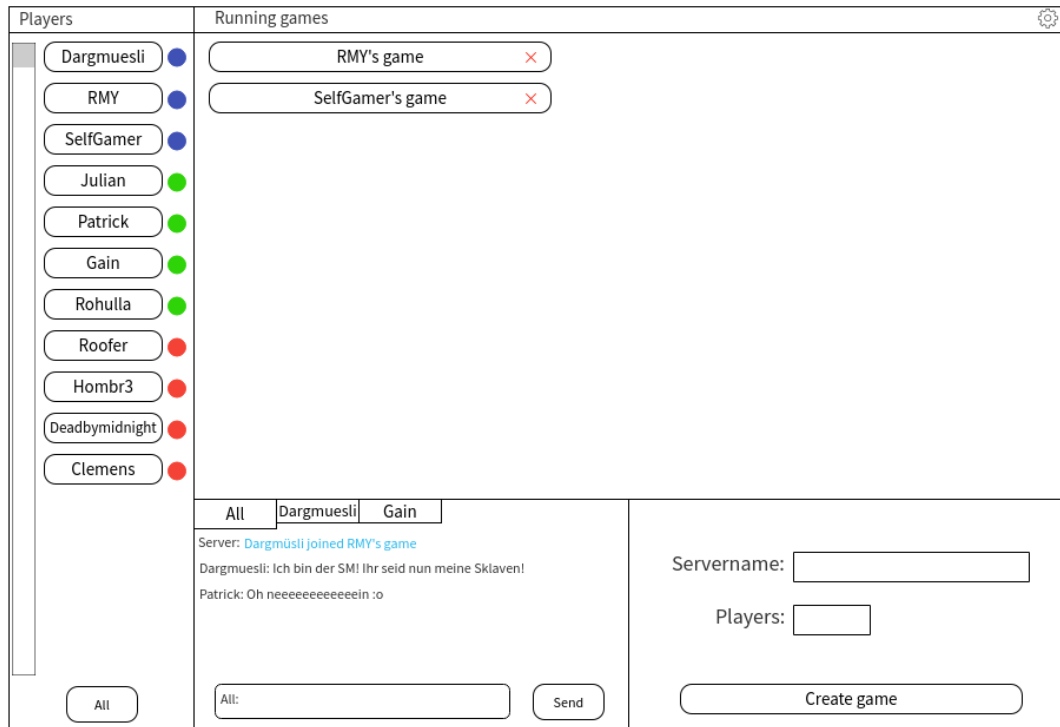 Players
Running games
Dargmuesli
RMY
SelfGamer
Julian
Patrick
Gain
Rohulla
Roofer
Hombr3
Deadbymidnight
Clemens
All
RMY's game
SelfGamer's game
All
Dargmuesli
Gain
Server: Dargmüsli joined RMY's game
Dargmuesli: Ich bin der SM! Ihr seid nun meine Sklaven!
Patrick: Oh neeeeeeeeeeeein :o
All:
Send
Servername:
Players:
Create game